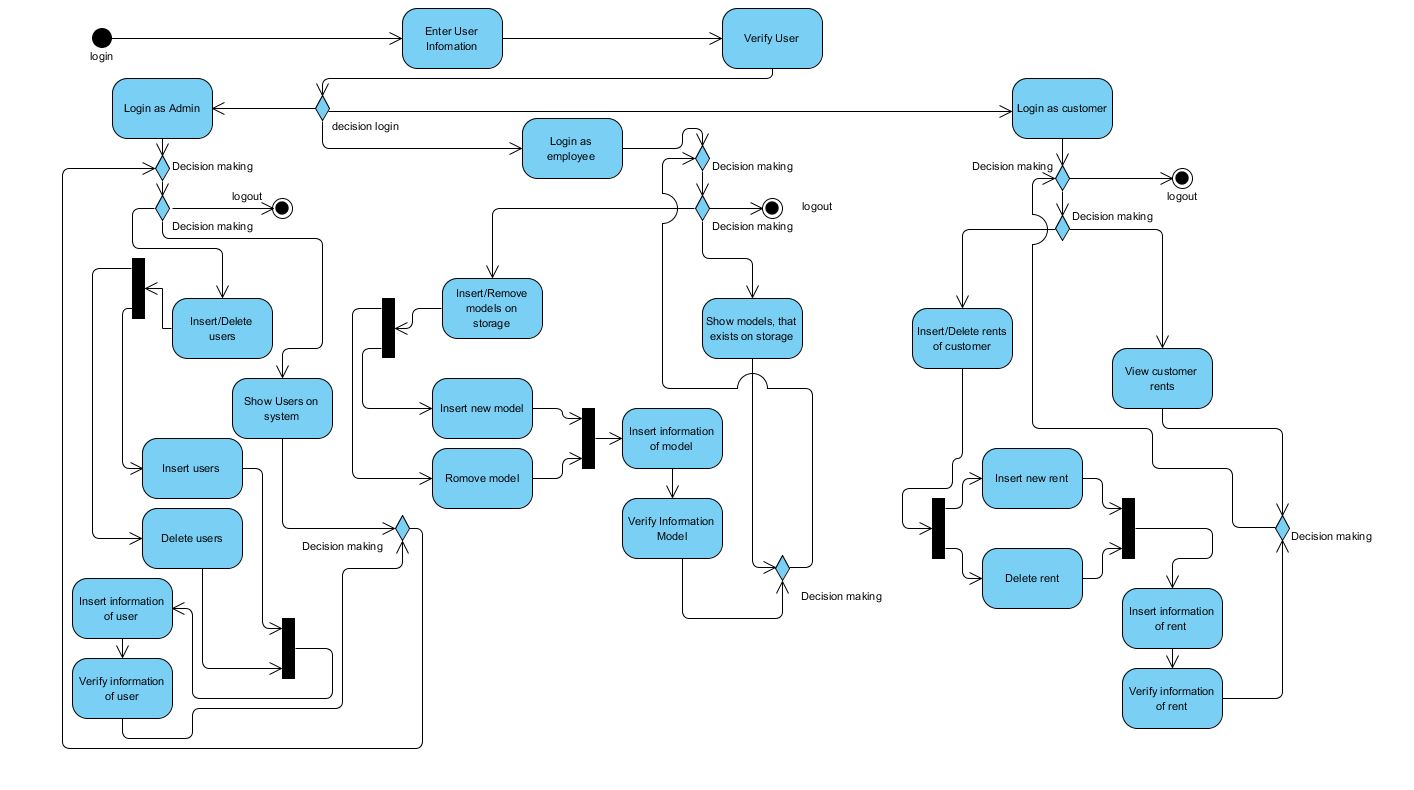 Enter User
Infomation
Verify User
login
Login as Admin
Login as customer
decision login
Login as
employee
Decision making
Decision making
Decision making
logout
logout
logout
Decision making
Decision making
Decision making
Insert/Delete
users
Insert/Remove
models on
storage
Show models, that
exists on storage
Insert/Delete rents
of customer
View customer
rents
Show Users on
system
Insert new model
Insert information
of model
Insert users
Romove model
Insert new rent
Delete users
Verify Information
Model
Decision making
Decision making
Delete rent
Decision making
Insert information
of user
Insert information
of rent
Verify information
of user
Verify information
of rent